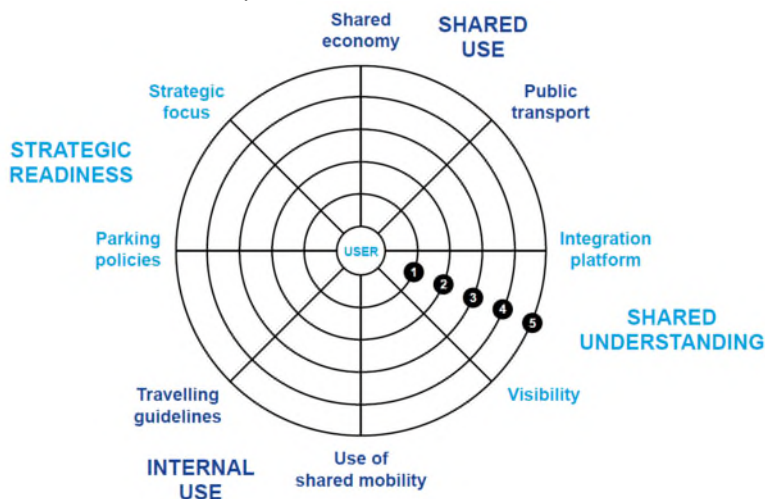 Shared
economy
SHARED
USE
Strategic
focus
Public
transport
STRATEGIC
READINESS
Parking
policies
USER
Integration
platform
1
2
3
4
5
SHARED
UNDERSTANDING
Travelling
guidelines
Visibility
INTERNAL
USE
Use of
shared mobility